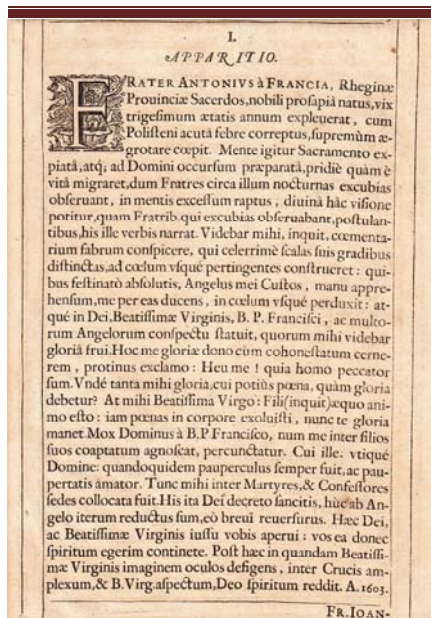 I.
APPARITIO.
FRATER ANTONIVS à FRANCIA, Rheginæ
Prouinciæ Sacerdos, nobili proſapià natus, vix
trigeſimum ætatis annum expleuerat, cum
Poliſteni acuta febre correptus, ſupremùm æ-
grotare cœpit. Mente igitur Sacramento ex-
piatâ, atq; ad Domini occurſum præparatâ, pridiè quàm è
vitâ migraret, dum Fratres circa illum nocturnas excubias
obſeruant, in mentis exceſſum raptus, diuinâ hâc viſione
potitur, quam Fratrib. qui excubias obſeruabant, poſtulan-
tibus, his ille verbis narrat. Videbar mihi, inquit, cœmenta-
rium fabrum conſpicere, qui celerrimè ſcalas ſuis gradibus
diſtinctas, ad cœlum vſque pertingentes conſtrueret: qui-
bus feſtinatò abſolutis, Angelus mei Cuſtos, manu appre-
henſum, me per eas ducens, in cœlum vſquè perduxit: at-
què in Dei, Beatiſſimæ Virginis, B. P. Franciſci, ac multo-
rum Angelorum conſpectu ſtatuit, quorum mihi videbar
gloriâ frui. Hoc me gloriæ dono cùm cohoneſtatum cerne-
rem, protinus exclamo: Heu me! quia homo peccator
ſum. Vndè tanta mihi gloria, cui potiùs pœna, quàm gloria
debetur? At mihi Beatiſſima Virgo: Fili (inquit) æquo ani-
mo eſto: iam pœnas in corpore exoluiſti, nunc te gloria
manet. Mox Dominus à B.P. Franciſco, num me inter filios
ſuos coaptatum agnoſcat, percunctatur. Cui ille: vtiquè
Domine: quandoquidem pauperculus ſemper fuit, ac pau-
pertatis amator. Tunc mihi inter Martyres, & Confeſſores
ſedes collocata fuit. His ita Dei decreto ſancitis, hùc ab An-
gelo iterum reductus ſum, eò breui reuerſurus. Hæc Dei,
ac Beatiſſimæ Virginis iuſſu vobis aperui: vos ea donec
ſpiritum egerim continete. Poſt hæc in quandam Beatiſſi-
mæ Virginis imaginem oculos defigens, inter Crucis am-
plexum, & B. Virg. aſpectum, Deo ſpiritum reddit. A. 1603.
FR. IOAN-